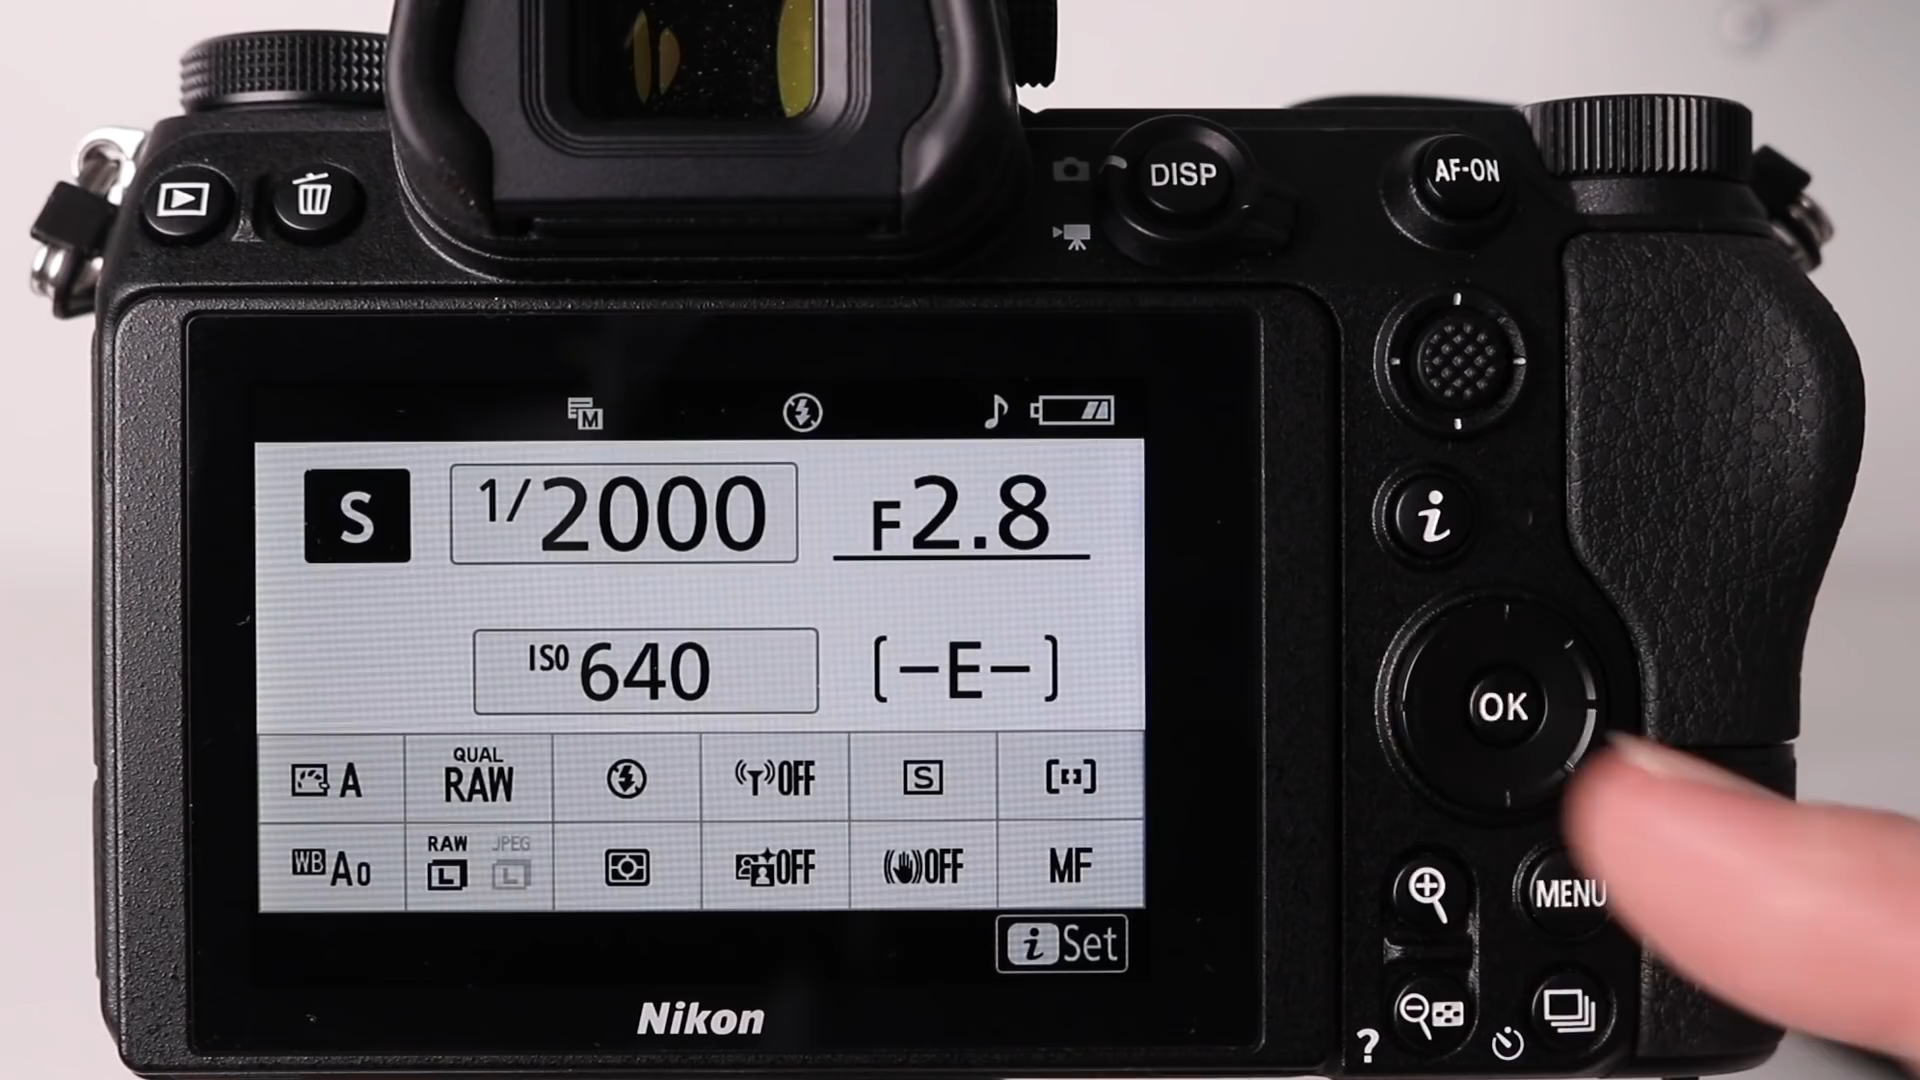 DISP
AF-ON
M
S 1/2000 F2.8
i
ISO 640 [-E-]
OK
A QUAL RAW OFF S
WB A0 RAW L JPEG L OFF OFF MF
MENU
i Set
Nikon
?